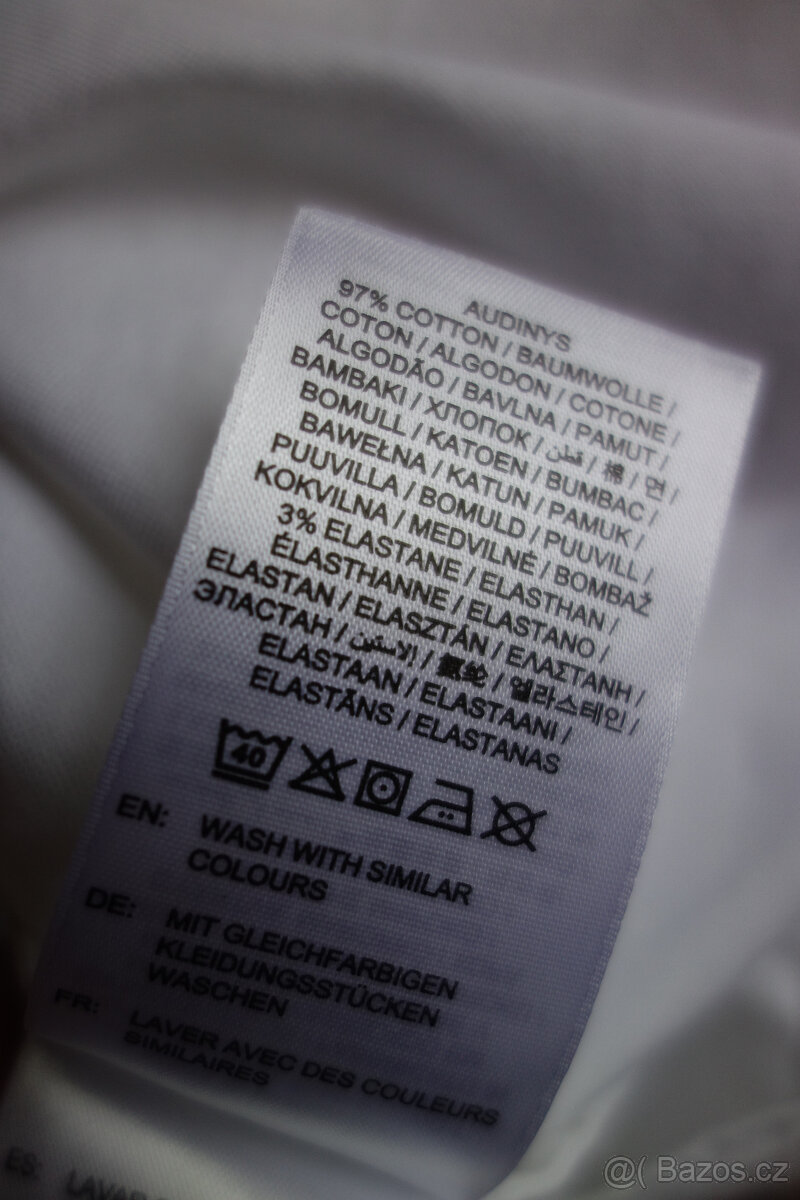 AUDINYS
97% COTTON / BAUMWOLLE /
COTON / ALGODON / COTONE /
ALGODÃO / BAVLNA / PAMUT /
BAMBAKI / ХЛОПОК / قطن / 棉 / 면 /
BOMULL / KATOEN / BUMBAC /
BAWEŁNA / KATUN / PAMUK /
PUUVILLA / BOMULD / PUUVILL /
KOKVILNA / MEDVILNĖ / BOMBAŽ
3% ELASTANE / ELASTHAN /
ÉLASTHANNE / ELASTANO /
ELASTAN / ELASZTÁN / ΕΛΑΣΤΑΝΗ /
ЭЛАСТАН / إلاستين / 氨纶 / 엘라스테인 /
ELASTAAN / ELASTAANI /
ELASTĀNS / ELASTANAS
40
EN: WASH WITH SIMILAR
COLOURS
DE: MIT GLEICHFARBIGEN
KLEIDUNGSSTÜCKEN
WASCHEN
FR: LAVER AVEC DES COULEURS
SIMILAIRES
ES: LAVAR
@( Bazos.cz